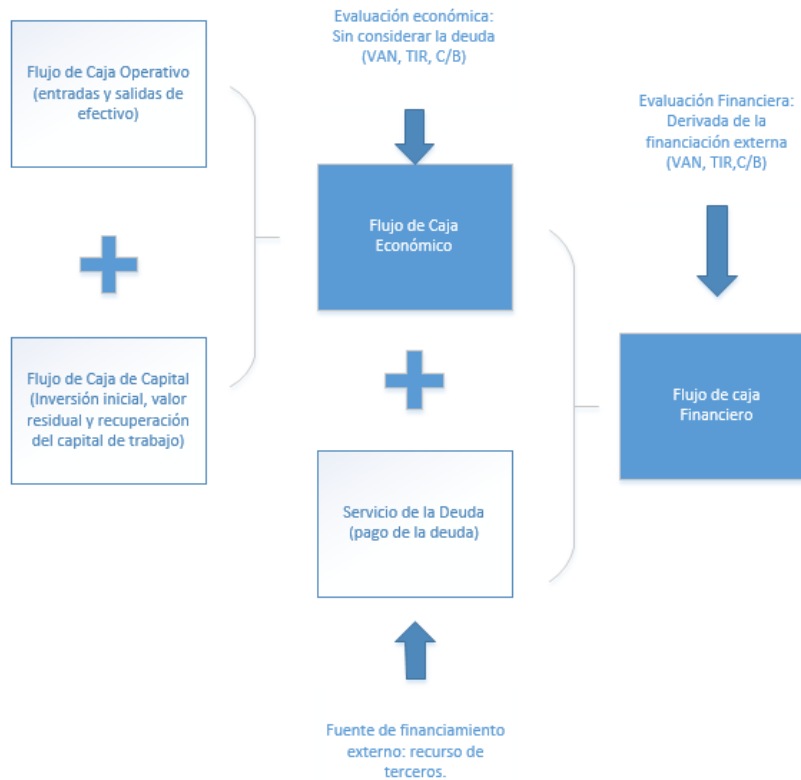 Evaluación económica:
Sin considerar la deuda
(VAN, TIR, C/B)
Flujo de Caja Operativo
(entradas y salidas de
efectivo)
Evaluación Financiera:
Derivada de la
financiación externa
(VAN, TIR,C/B)
Flujo de Caja
Económico
Flujo de Caja de Capital
(Inversión inicial, valor
residual y recuperación
del capital de trabajo)
Flujo de caja
Financiero
Servicio de la Deuda
(pago de la deuda)
Fuente de financiamiento
externo: recurso de
terceros.